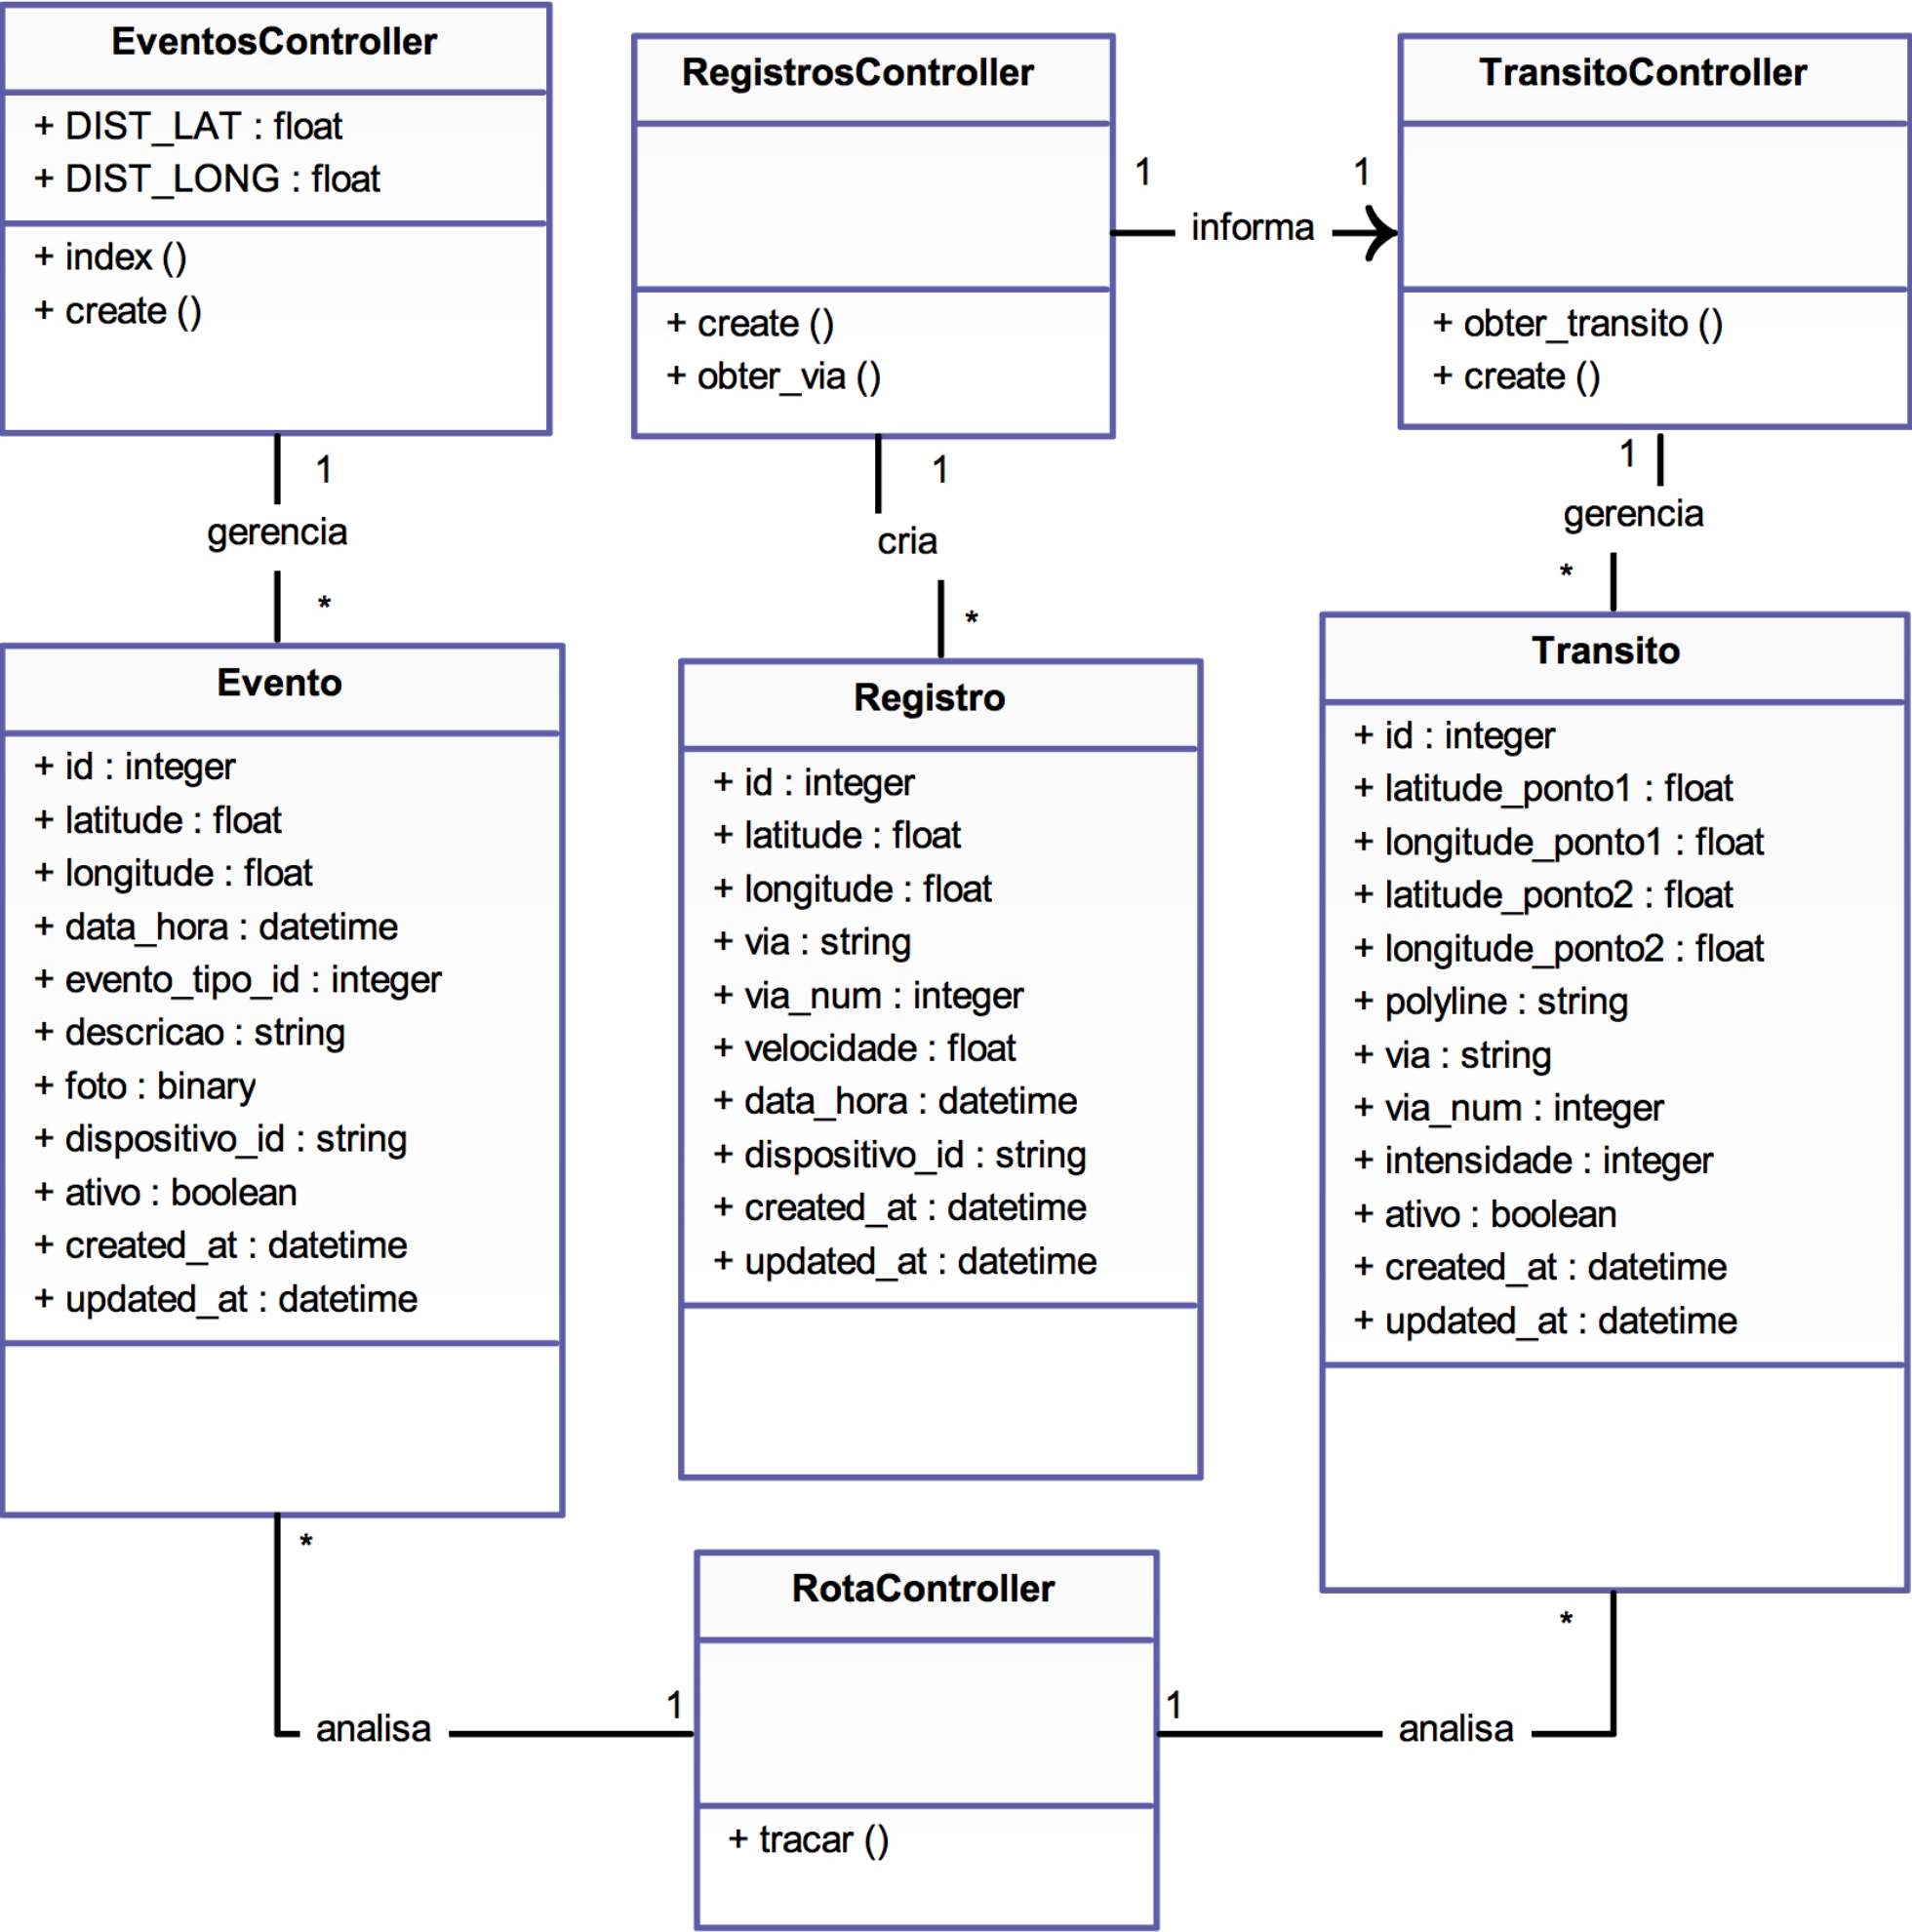 EventosController
+ DIST_LAT : float
+ DIST_LONG : float
+ index ()
+ create ()
RegistrosController
+ create ()
+ obter_via ()
1
informa
1
TransitoController
+ obter_transito ()
+ create ()
1
gerencia
*
1
cria
*
1
gerencia
*
Evento
+ id : integer
+ latitude : float
+ longitude : float
+ data_hora : datetime
+ evento_tipo_id : integer
+ descricao : string
+ foto : binary
+ dispositivo_id : string
+ ativo : boolean
+ created_at : datetime
+ updated_at : datetime
Registro
+ id : integer
+ latitude : float
+ longitude : float
+ via : string
+ via_num : integer
+ velocidade : float
+ data_hora : datetime
+ dispositivo_id : string
+ created_at : datetime
+ updated_at : datetime
Transito
+ id : integer
+ latitude_ponto1 : float
+ longitude_ponto1 : float
+ latitude_ponto2 : float
+ longitude_ponto2 : float
+ polyline : string
+ via : string
+ via_num : integer
+ intensidade : integer
+ ativo : boolean
+ created_at : datetime
+ updated_at : datetime
*
analisa
1
RotaController
+ tracar ()
1
analisa
*